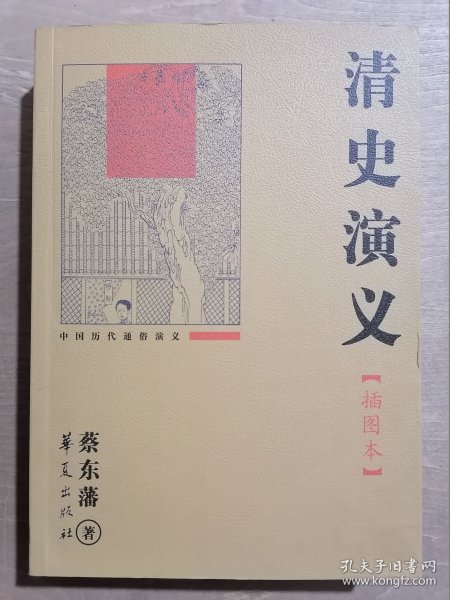 清史演义
【插图本】
中国历代通俗演义
蔡东藩 著
華夏出版社
孔夫子旧书网
www.kongfz.com